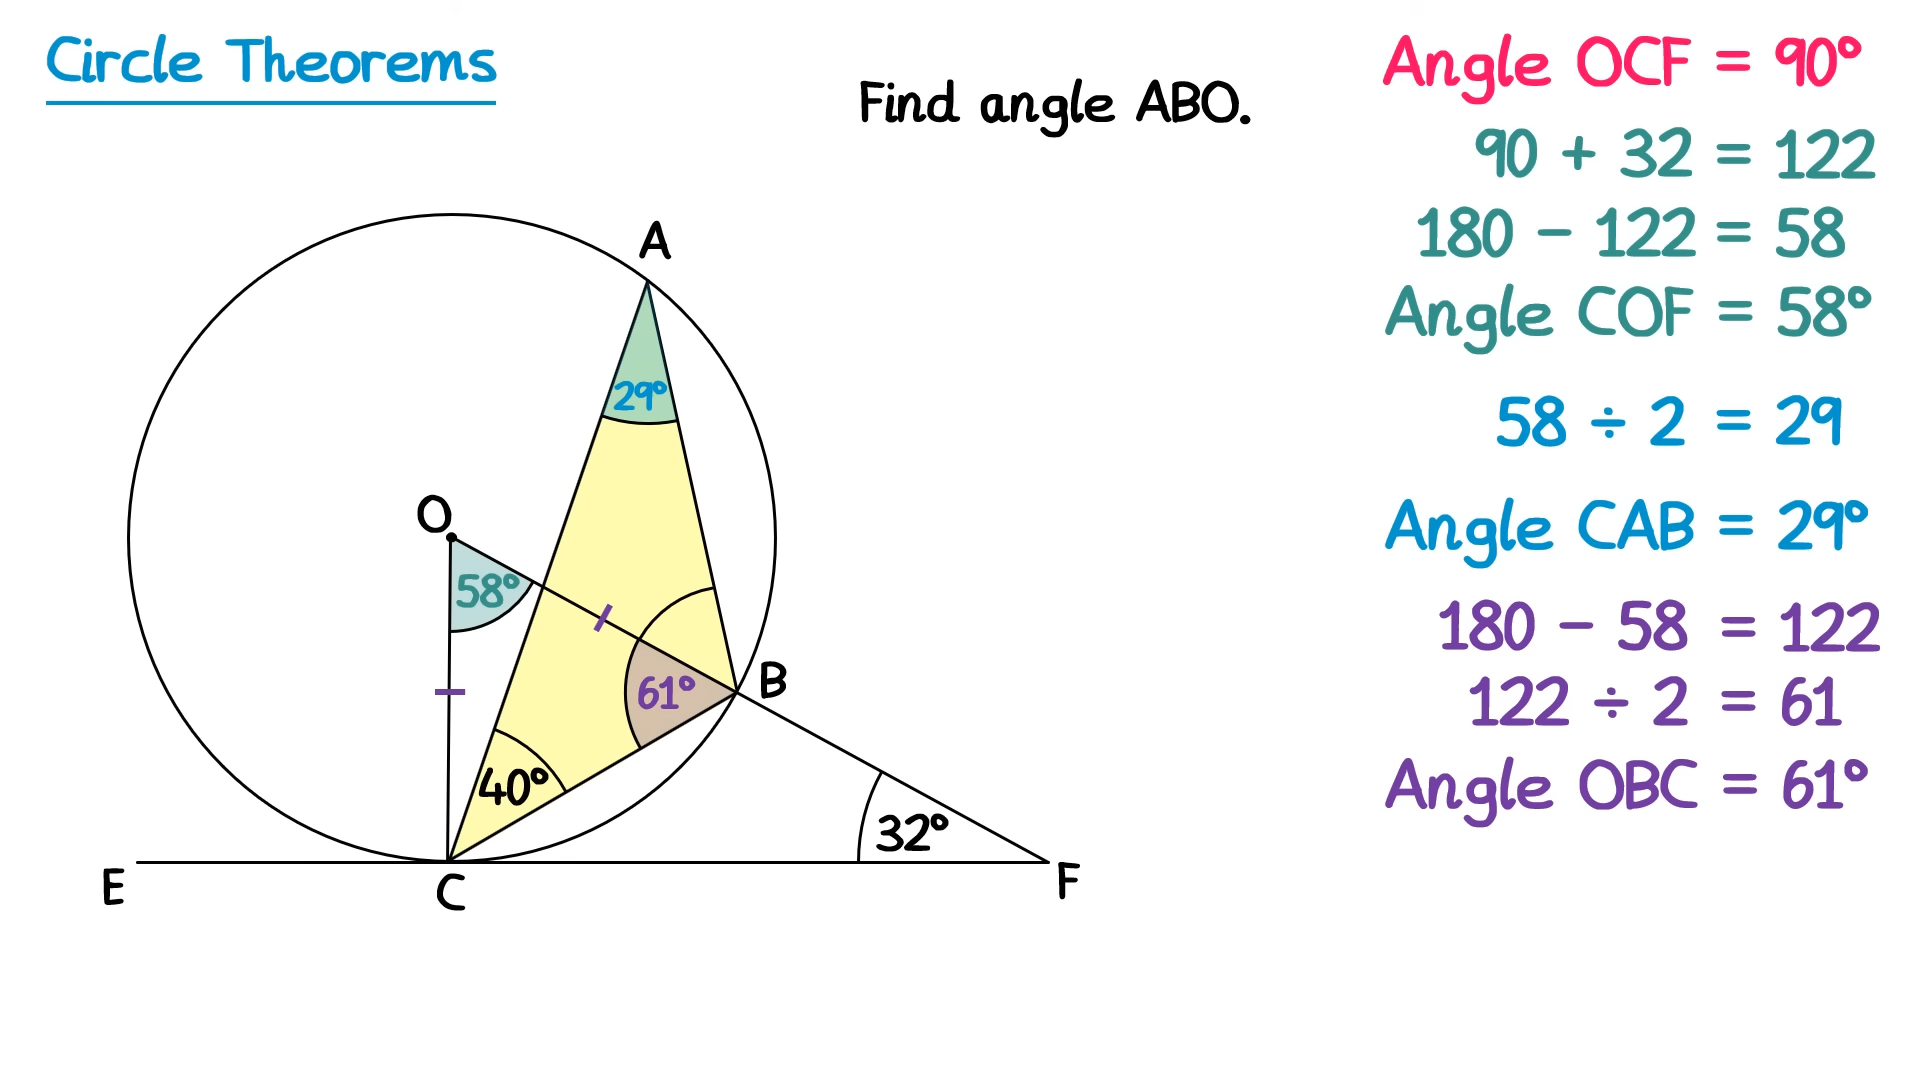 Circle Theorems
Find angle ABO.
A
29°
O
58°
61°
B
40°
32°
E
C
F
Angle OCF = 90°
90 + 32 = 122
180 − 122 = 58
Angle COF = 58°
58 ÷ 2 = 29
Angle CAB = 29°
180 − 58 = 122
122 ÷ 2 = 61
Angle OBC = 61°